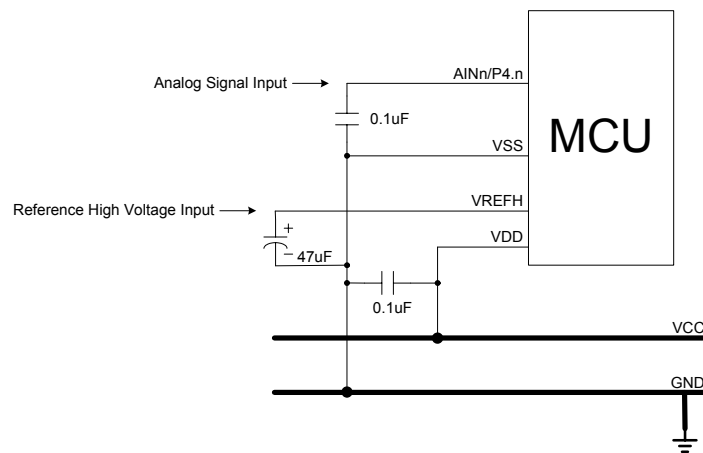 AINn/P4.n
Analog Signal Input
0.1uF
MCU
VSS
VREFH
Reference High Voltage Input
+
VDD
−
47uF
0.1uF
VCC
GND